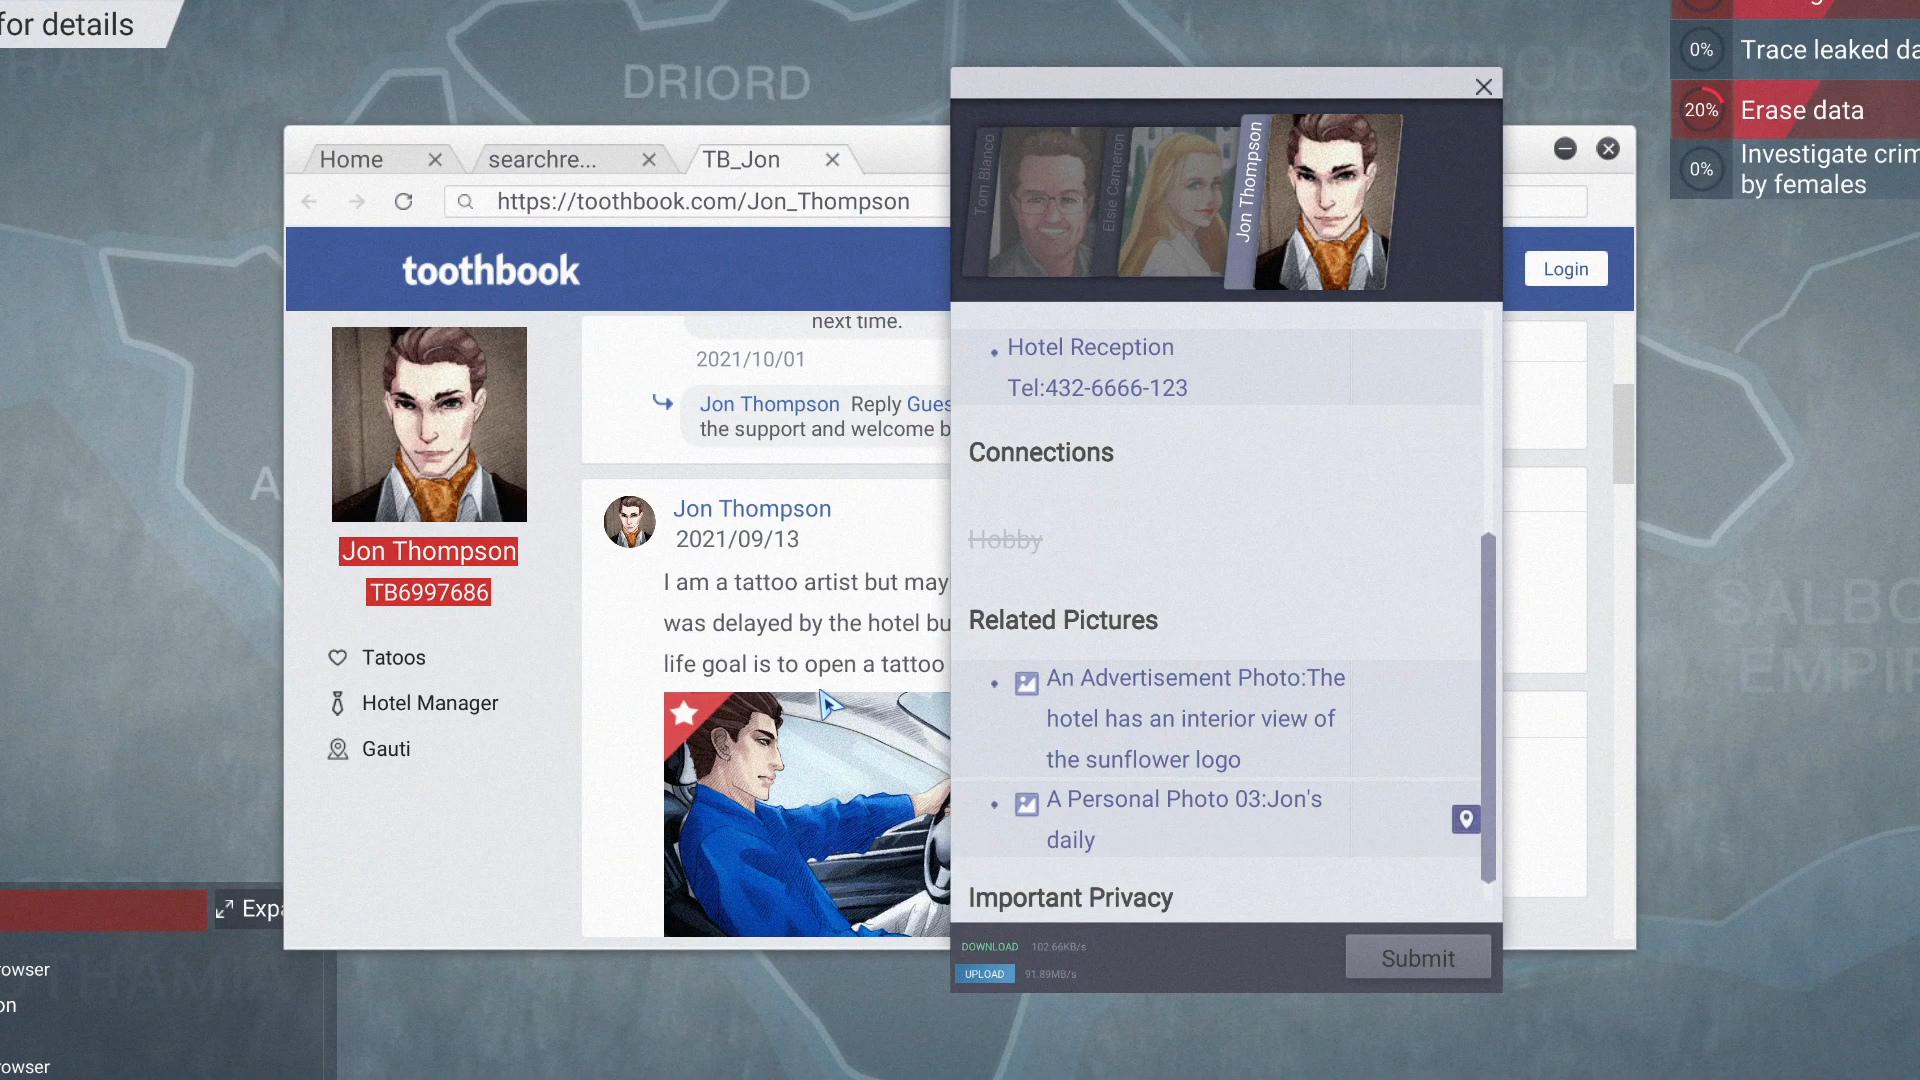 for details
DRIORD
KINGDO
0%
Trace leaked da
20%
Erase data
0%
Investigate crim
by females
Home
searchre...
TB_Jon
https://toothbook.com/Jon_Thompson
toothbook
Login
Jon Thompson
TB6997686
Tatoos
Hotel Manager
Gauti
next time.
2021/10/01
Jon Thompson Reply Gues
the support and welcome b
Jon Thompson
2021/09/13
I am a tattoo artist but may
was delayed by the hotel bu
life goal is to open a tattoo
Tom Blanco
Elsie Cameron
Jon Thompson
Hotel Reception
Tel:432-6666-123
Connections
Hobby
Related Pictures
An Advertisement Photo:The
hotel has an interior view of
the sunflower logo
A Personal Photo 03:Jon's
daily
Important Privacy
DOWNLOAD 102.66KB/s
UPLOAD 91.89MB/s
Submit
SALBO
EMPIR
A
Expa
rowser
on
THAMIA
rowser